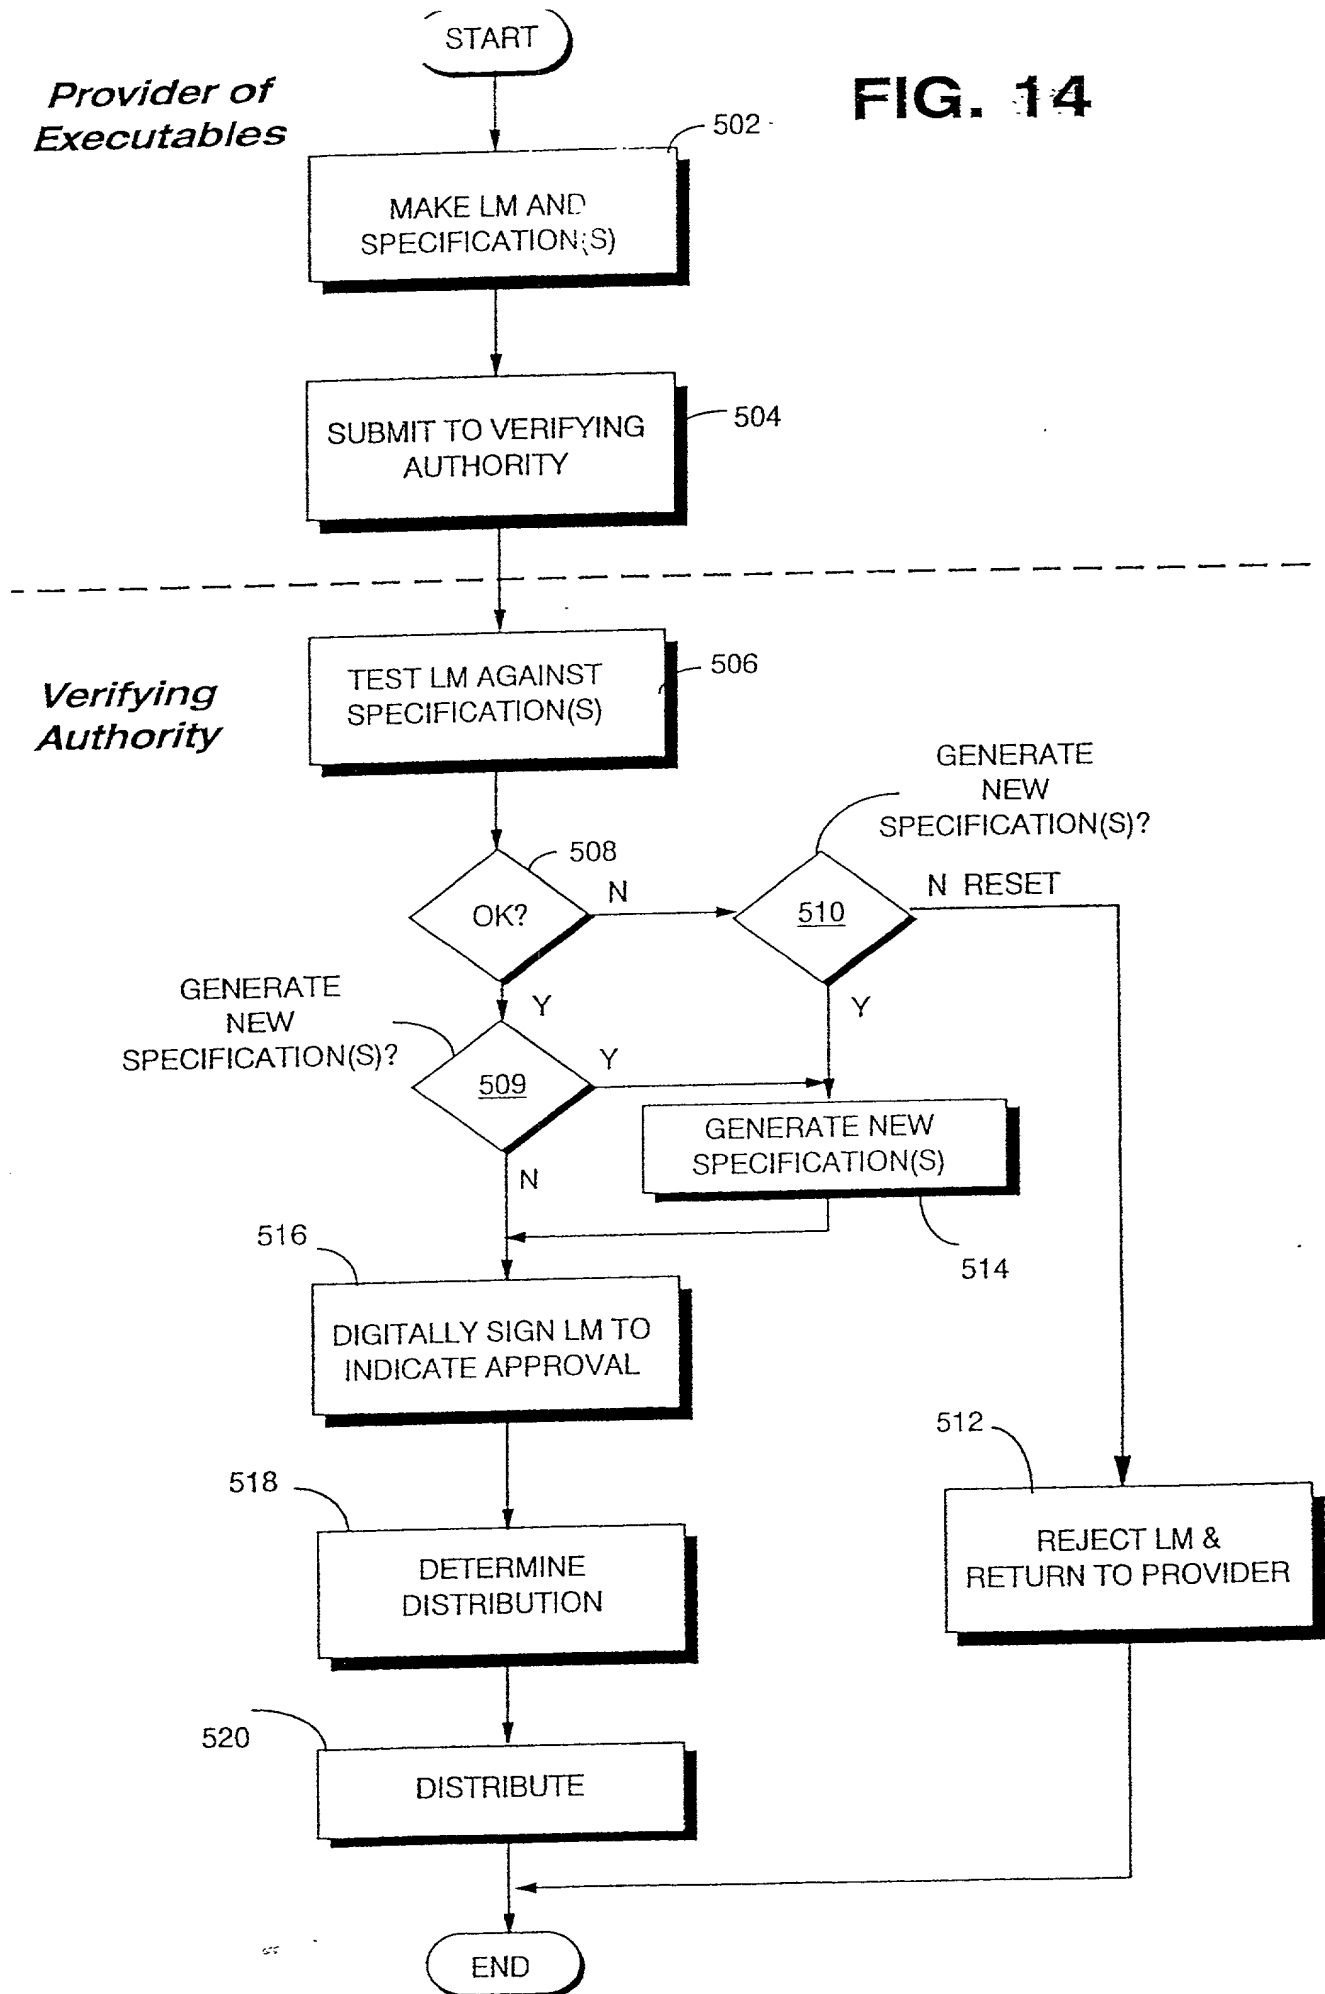 START
FIG. 14
Provider of
Executables
502
MAKE LM AND
SPECIFICATION(S)
504
SUBMIT TO VERIFYING
AUTHORITY
506
TEST LM AGAINST
SPECIFICATION(S)
Verifying
Authority
GENERATE
NEW
SPECIFICATION(S)?
508
OK?
N
510
N RESET
Y
Y
GENERATE
NEW
SPECIFICATION(S)?
509
Y
N
GENERATE NEW
SPECIFICATION(S)
514
516
DIGITALLY SIGN LM TO
INDICATE APPROVAL
512
REJECT LM &
RETURN TO PROVIDER
518
DETERMINE
DISTRIBUTION
520
DISTRIBUTE
END